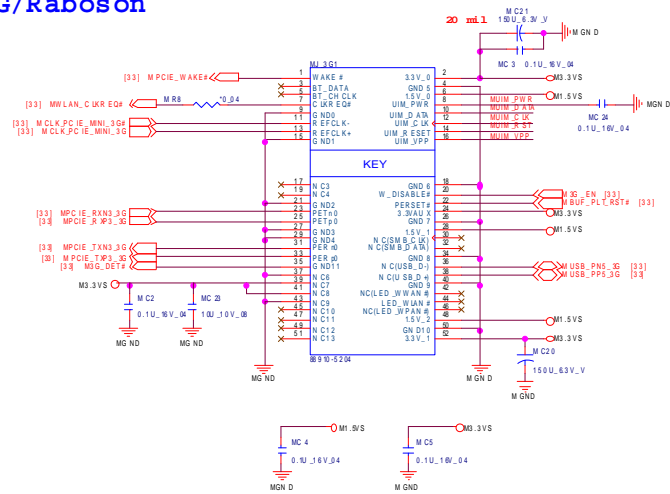 G/Raboson
20 mil
MC21
150U_6.3V_V
MGND
MC 3 0.1U_16V_04
MJ_3G1
[33] MPCIE_WAKE# 1 WAKE # 3.3V_0 2 M3.3VS
3 BT_DATA GND5 4
5 BT_CHCLK 1.5V_0 6 M1.5VS
[33] MWLAN_CLKREQ# MR8 *0_04 7 CLKREQ# UIM_PWR 8 MUIM_PWR
9 GND0 UIM_DATA 10 MUIM_DATA
[33] MCLK_PCIE_MINI_3G# 11 REFCLK- UIM_CLK 12 MUIM_CLK
[33] MCLK_PCIE_MINI_3G 13 REFCLK+ UIM_RESET 14 MUIM_RST
15 GND1 UIM_VPP 16 MUIM_VPP
MC24
0.1U_16V_04
MGND
KEY
17 NC3 GND6 18
19 NC4 W_DISABLE# 20 M3G_EN [33]
21 GND2 PERSET# 22 MBUF_PLT_RST# [33]
[33] MPCIE_RXN3_3G 23 PETn0 3.3VAUX 24 M3.3VS
[33] MPCIE_RXP3_3G 25 PETp0 GND7 26
27 GND3 1.5V_1 28 M1.5VS
29 GND4 NC(SMB_CLK) 30
[33] MPCIE_TXN3_3G 31 PERn0 NC(SMB_DATA) 32
[33] MPCIE_TXP3_3G 33 PERp0 GND8 34
[33] M3G_DET# 35 GND11 NC(USB_D-) 36 MUSB_PN5_3G [33]
37 NC6 NC(USB_D+) 38 MUSB_PP5_3G [33]
M3.3VS 39 NC7 GND9 40
41 NC8 NC(LED_WWAN#) 42
43 NC9 LED_WLAN# 44
45 NC10 NC(LED_WPAN#) 46
47 NC11 1.5V_2 48 M1.5VS
49 NC12 GND10 50
51 NC13 3.3V_1 52 M3.3VS
88910-5204
MC2
0.1U_16V_04
MGND
MC23
10U_10V_08
MGND
MGND
MGND
MC20
150U_6.3V_V
MGND
M1.5VS
MC4
0.1U_16V_04
MGND
M3.3VS
MC5
0.1U_16V_04
MGND